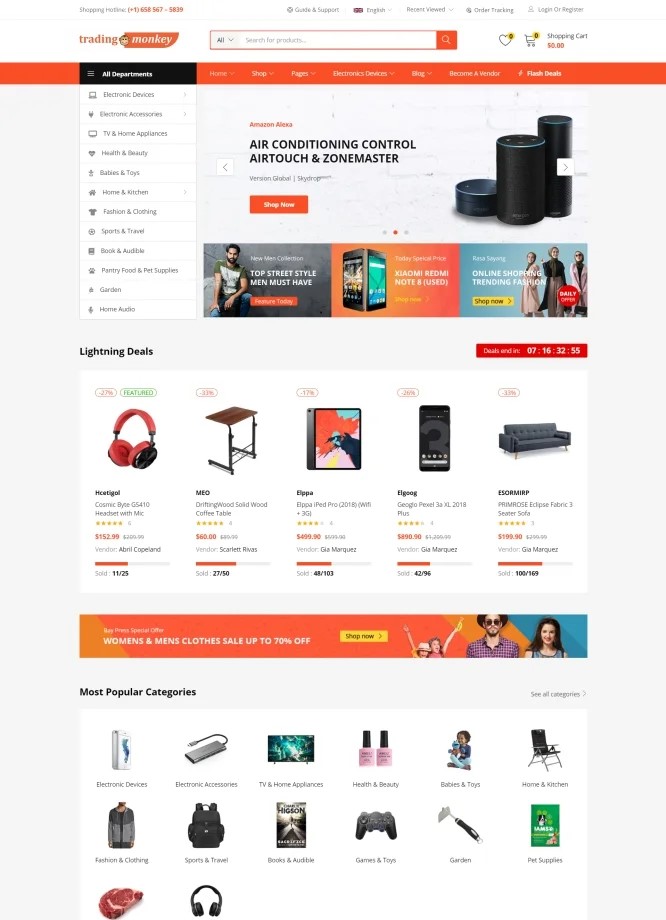 Shopping Hotline: (+1) 658 567 – 5839
Guide & Support
English
Recent Viewed
Order Tracking
Login Or Register
trading monkey
All
Search for products...
0
0
Shopping Cart
$0.00
All Departments
Home
Shop
Pages
Electronics Devices
Blog
Become A Vendor
Flash Deals
Electronic Devices
Electronic Accessories
TV & Home Appliances
Health & Beauty
Babies & Toys
Home & Kitchen
Fashion & Clothing
Sports & Travel
Book & Audible
Pantry Food & Pet Supplies
Garden
Home Audio
Amazon Alexa
AIR CONDITIONING CONTROL
AIRTOUCH & ZONEMASTER
Version Global | Skydrop
Shop Now
New Men Collection
TOP STREET STYLE
MEN MUST HAVE
Feature Today
Today Speical Price
XIAOMI REDMI
NOTE 8 (USED)
Shop now
Rasa Sayang
ONLINE SHOPPING
TRENDING FASHION
Shop now
DAILY
OFFER
Lightning Deals
Deals end in: 07 : 16 : 32 : 55
-27% FEATURED
Hcetigol
Cosmic Byte GS410
Headset with Mic
6
$152.99 $209.99
Vendor: Abril Copeland
Sold : 11/25
-33%
MEO
DriftingWood Solid Wood
Coffee Table
8
$60.00 $89.99
Vendor: Scarlett Rivas
Sold : 27/50
-17%
Elppa
Elppa iPed Pro (2018) (Wifi
+ 3G)
4
$499.90 $599.90
Vendor: Gia Marquez
Sold : 48/103
-26%
Elgoog
Geoglo Pexel 3a XL 2018
Plus
4
$890.90 $1,209.99
Vendor: Gia Marquez
Sold : 42/96
-33%
ESORMIRP
PRIMROSE Eclipse Fabric 3
Seater Sofa
3
$199.90 $299.99
Vendor: Gia Marquez
Sold : 100/169
Bay Press Special Offer
WOMENS & MENS CLOTHES SALE UP TO 70% OFF
Shop now
Most Popular Categories
See all categories
Electronic Devices
Electronic Accessories
TV & Home Appliances
Health & Beauty
Babies & Toys
Home & Kitchen
HIGSON
Fashion & Clothing
Sports & Travel
Books & Audible
Games & Toys
Garden
IAMS
Pet Supplies